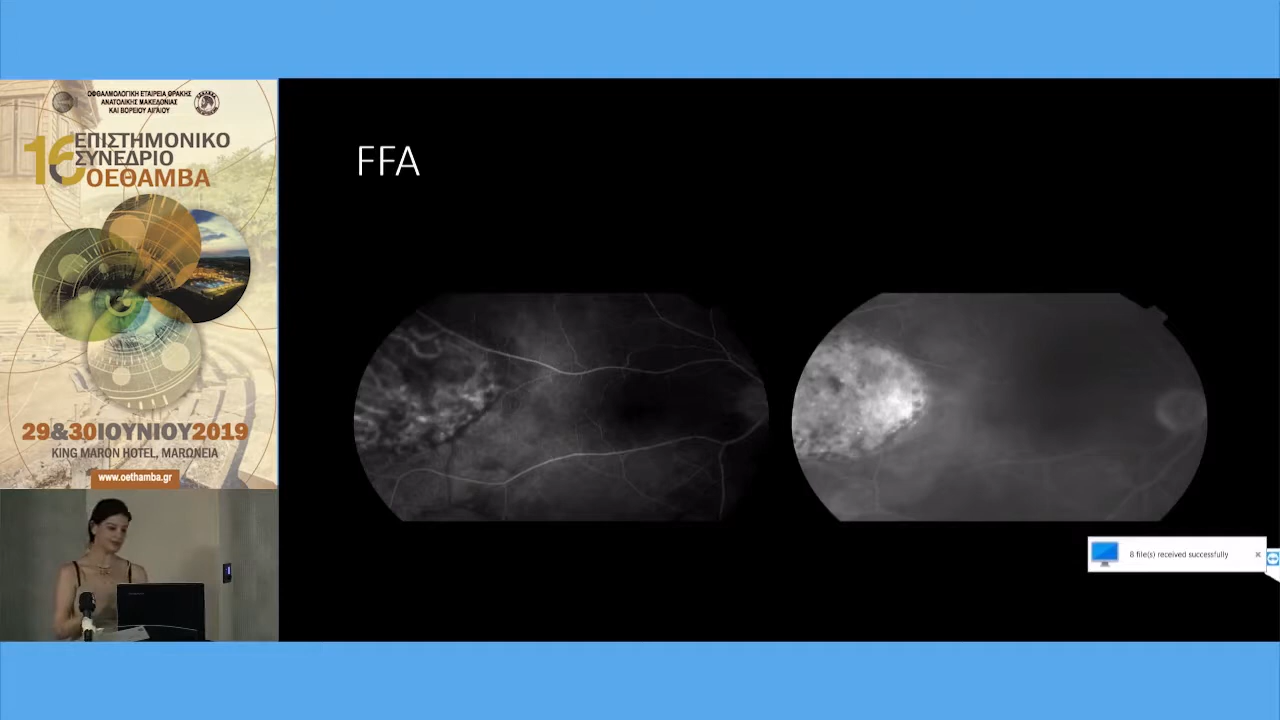 ΟΦΘΑΛΜΟΛΟΓΙΚΗ ΕΤΑΙΡΕΙΑ ΘΡΑΚΗΣ
ΑΝΑΤΟΛΙΚΗΣ ΜΑΚΕΔΟΝΙΑΣ
ΚΑΙ ΒΟΡΕΙΟΥ ΑΙΓΑΙΟΥ
16
ΕΠΙΣΤΗΜΟΝΙΚΟ
ΣΥΝΕΔΡΙΟ
ΟΕΘΑΜΒΑ
29&30ΙΟΥΝΙΟΥ2019
KING MARON HOTEL, ΜΑΡΩΝΕΙΑ
www.oethamba.gr
FFA
8 file(s) received successfully